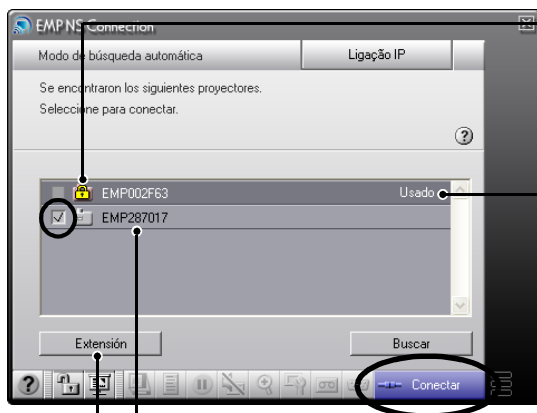 EMP NS Connection
Modo de búsqueda automática
Ligação IP
Se encontraron los siguientes proyectores.
Seleccione para conectar.
?
EMP002F63 Usado
EMP287017
Extensión Buscar
? Conectar